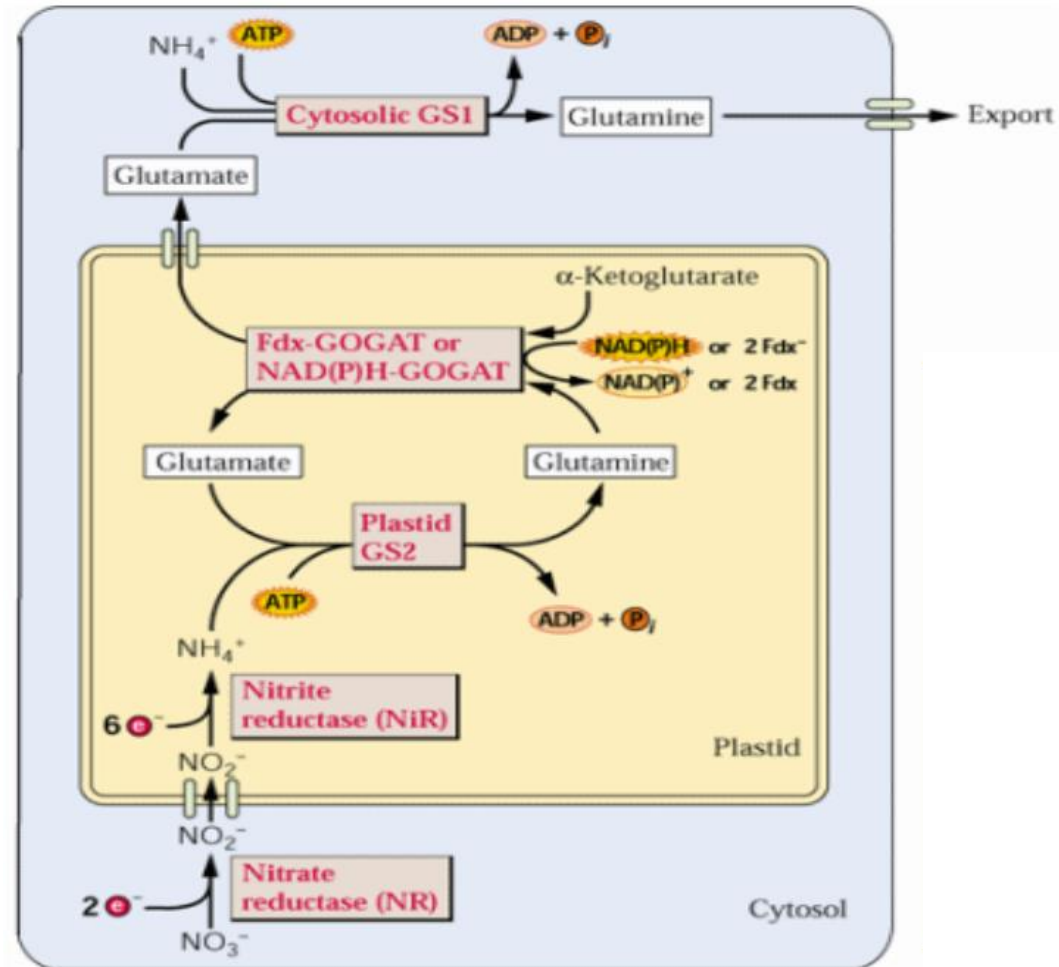 NH₄⁺
ATP
ADP + Pᵢ
Cytosolic GS1
Glutamine
Export
Glutamate
α-Ketoglutarate
Fdx-GOGAT or
NAD(P)H-GOGAT
NAD(P)H or 2 Fdx⁻
NAD(P)⁺ or 2 Fdx
Glutamate
Glutamine
Plastid
GS2
ATP
ADP + Pᵢ
NH₄⁺
Nitrite
reductase (NiR)
6 e⁻
NO₂⁻
Plastid
NO₂⁻
Nitrate
reductase (NR)
2 e⁻
Cytosol
NO₃⁻